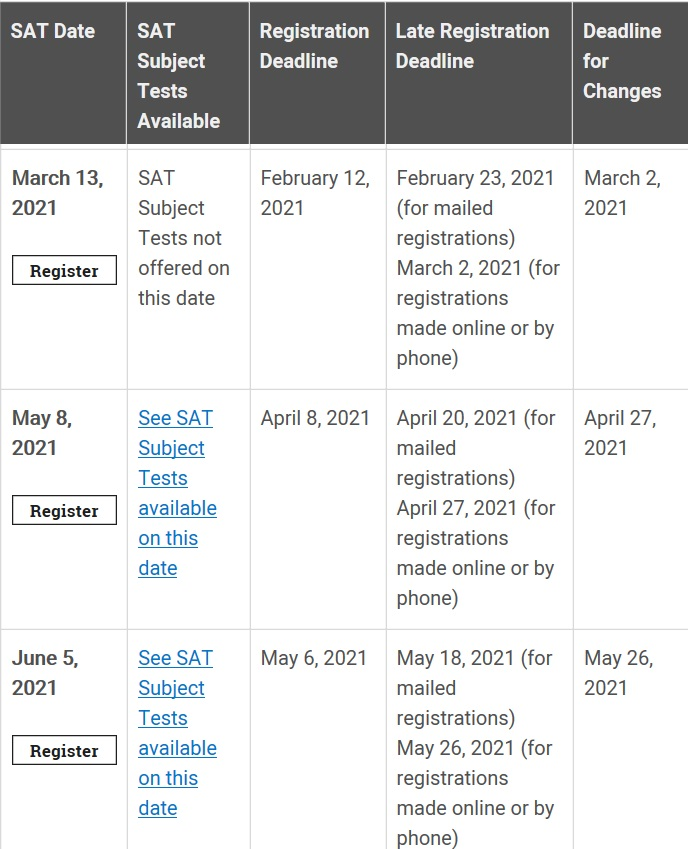 SAT Date
SAT
Subject
Tests
Available
Registration
Deadline
Late Registration
Deadline
Deadline
for
Changes
March 13,
2021
Register
SAT
Subject
Tests not
offered on
this date
February 12,
2021
February 23, 2021
(for mailed
registrations)
March 2, 2021 (for
registrations
made online or by
phone)
March 2,
2021
May 8,
2021
Register
See SAT
Subject
Tests
available
on this
date
April 8, 2021
April 20, 2021 (for
mailed
registrations)
April 27, 2021 (for
registrations
made online or by
phone)
April 27,
2021
June 5,
2021
Register
See SAT
Subject
Tests
available
on this
date
May 6, 2021
May 18, 2021 (for
mailed
registrations)
May 26, 2021 (for
registrations
made online or by
phone)
May 26,
2021